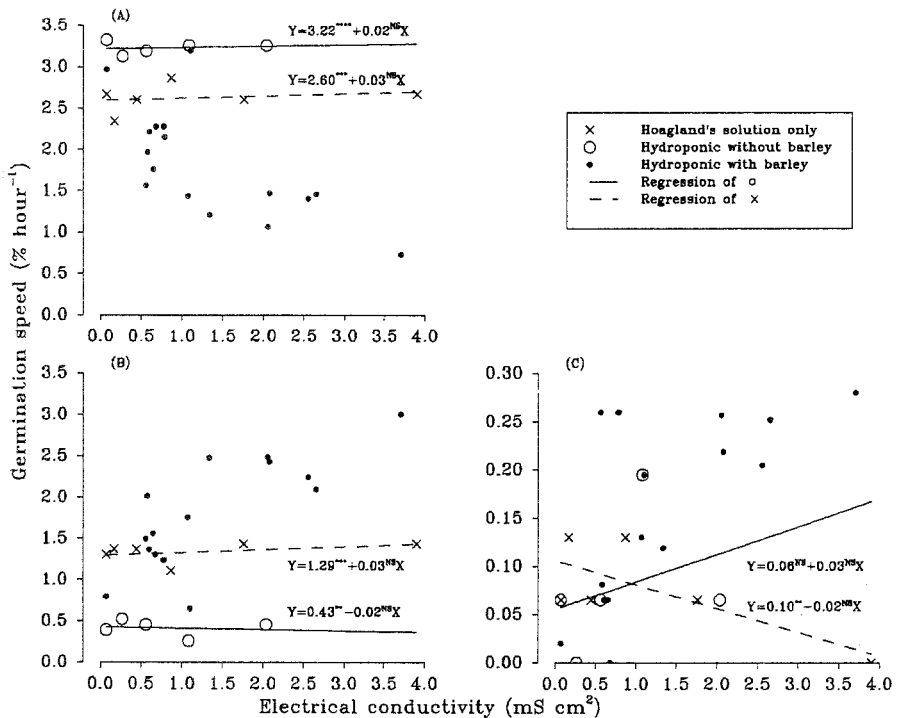 (A)
3.5
3.0
2.5
2.0
1.5
1.0
0.5
0.0
Y=3.22****+0.02NSX
Y=2.60***+0.03NSX
0.0 0.5 1.0 1.5 2.0 2.5 3.0 3.5 4.0
× Hoagland's solution only
○ Hydroponic without barley
• Hydroponic with barley
Regression of ○
Regression of ×
Germination speed (% hour⁻¹)
(B)
3.5
3.0
2.5
2.0
1.5
1.0
0.5
0.0
Y=1.29***+0.03NSX
Y=0.43**−0.02NSX
0.0 0.5 1.0 1.5 2.0 2.5 3.0 3.5 4.0
(C)
0.30
0.25
0.20
0.15
0.10
0.05
0.00
Y=0.06NS+0.03NSX
Y=0.10**−0.02NSX
0.0 0.5 1.0 1.5 2.0 2.5 3.0 3.5 4.0
Electrical conductivity (mS cm²)